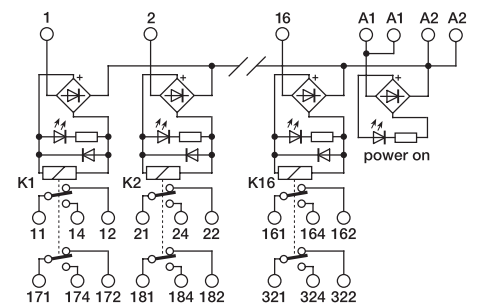 1 2 16 A1 A1 A2 A2
+ + + +
power on
K1 K2 K16
11 14 12 21 24 22 161 164 162
171 174 172 181 184 182 321 324 322